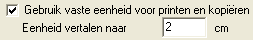 Gebruik vaste eenheid voor printen en kopiëren
Eenheid vertalen naar 2 cm